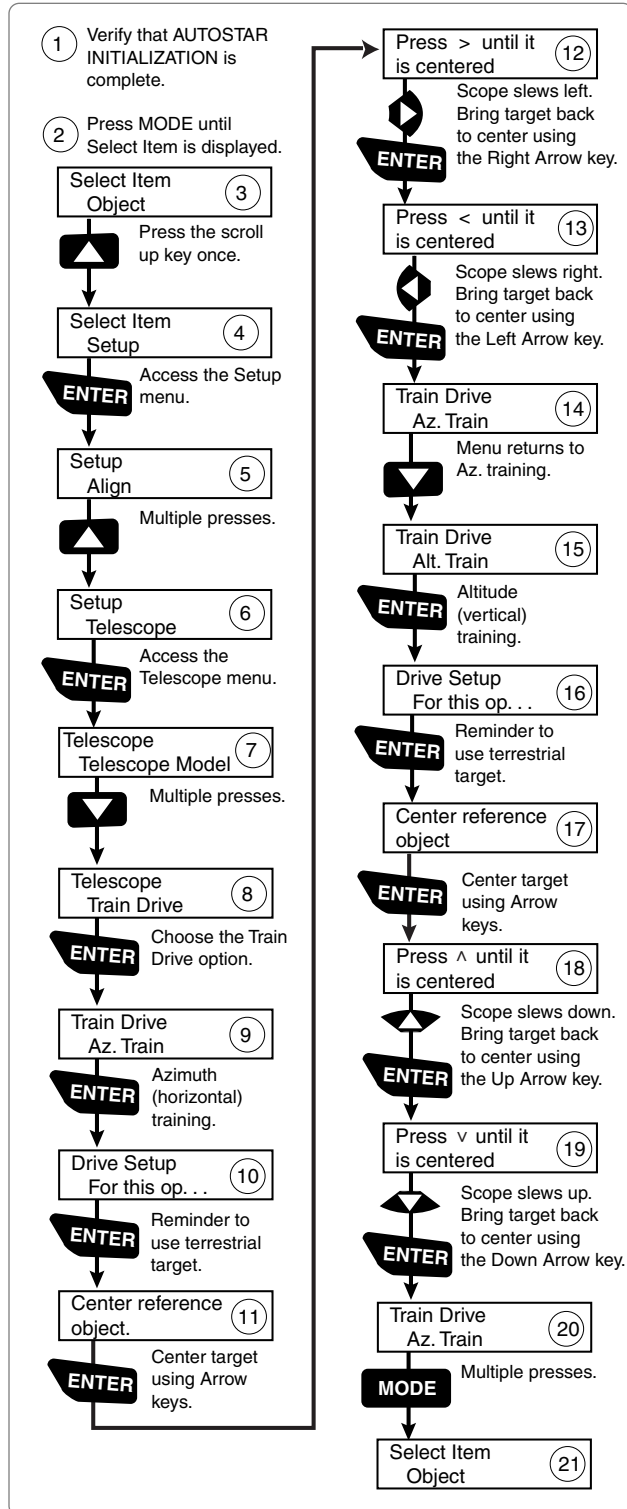 1
Verify that AUTOSTAR
INITIALIZATION is
complete.
2
Press MODE until
Select Item is displayed.
Select Item
Object
3
Press the scroll
up key once.
Select Item
Setup
4
ENTER
Access the Setup
menu.
Setup
Align
5
Multiple presses.
Setup
Telescope
6
ENTER
Access the
Telescope menu.
Telescope
Telescope Model
7
Multiple presses.
Telescope
Train Drive
8
ENTER
Choose the Train
Drive option.
Train Drive
Az. Train
9
ENTER
Azimuth
(horizontal)
training.
Drive Setup
For this op. . .
10
ENTER
Reminder to
use terrestrial
target.
Center reference
object.
11
ENTER
Center target
using Arrow
keys.
Press > until it
is centered
12
Scope slews left.
Bring target back
to center using
the Right Arrow key.
ENTER
Press < until it
is centered
13
Scope slews right.
Bring target back
to center using
the Left Arrow key.
ENTER
Train Drive
Az. Train
14
Menu returns to
Az. training.
Train Drive
Alt. Train
15
ENTER
Altitude
(vertical)
training.
Drive Setup
For this op. . .
16
ENTER
Reminder to
use terrestrial
target.
Center reference
object
17
ENTER
Center target
using Arrow
keys.
Press ^ until it
is centered
18
Scope slews down.
Bring target back
to center using
the Up Arrow key.
ENTER
Press v until it
is centered
19
Scope slews up.
Bring target back
to center using
the Down Arrow key.
ENTER
Train Drive
Az. Train
20
MODE
Multiple presses.
Select Item
Object
21